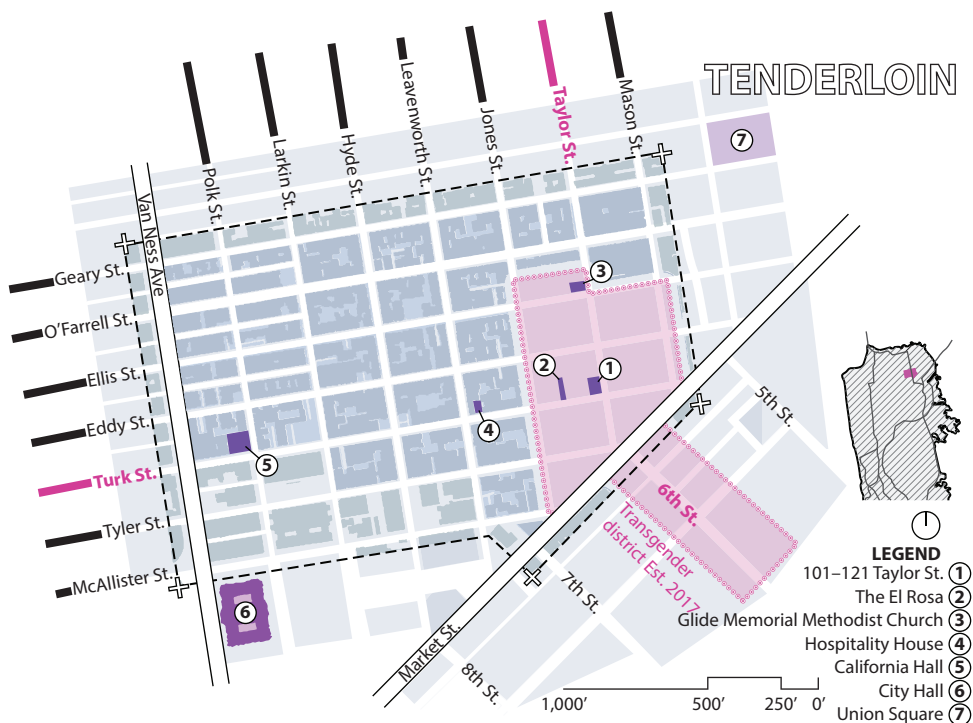 TENDERLOIN
Polk St.
Larkin St.
Hyde St.
Leavenworth St.
Jones St.
Taylor St.
Mason St.
7
Van Ness Ave
Geary St.
O'Farrell St.
Ellis St.
Eddy St.
Turk St.
Tyler St.
McAllister St.
3
2
1
4
5
6
5th St.
6th St.
Transgender
district Est. 2017
7th St.
Market St.
8th St.
LEGEND
101–121 Taylor St. 1
The El Rosa 2
Glide Memorial Methodist Church 3
Hospitality House 4
California Hall 5
City Hall 6
Union Square 7
1,000' 500' 250' 0'